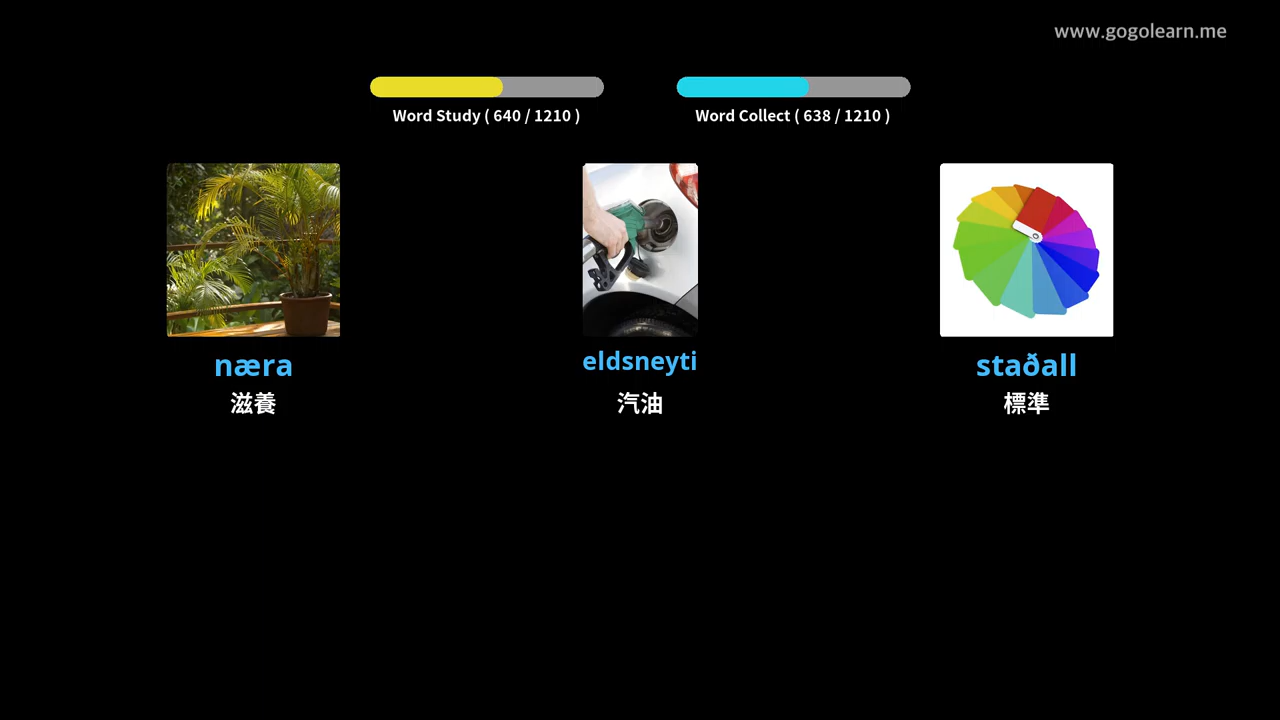 www.gogolearn.me
Word Study ( 640 / 1210 )
Word Collect ( 638 / 1210 )
næra
滋養
eldsneyti
汽油
staðall
標準